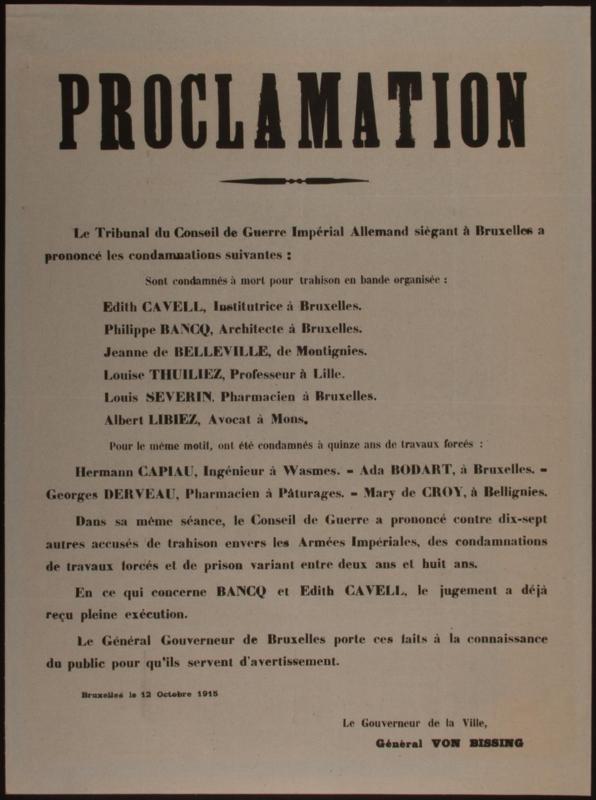 PROCLAMATION
Le Tribunal du Conseil de Guerre Impérial Allemand siégant à Bruxelles a
prononcé les condamnations suivantes :
Sont condamnés à mort pour trahison en bande organisée :
Edith CAVELL, Institutrice à Bruxelles.
Philippe BANCQ, Architecte à Bruxelles.
Jeanne de BELLEVILLE, de Montignies.
Louise THUILIEZ, Professeur à Lille.
Louis SEVERIN, Pharmacien à Bruxelles.
Albert LIBIEZ, Avocat à Mons.
Pour le même motif, ont été condamnés à quinze ans de travaux forcés :
Hermann CAPIAU, Ingénieur à Wasmes. - Ada BODART, à Bruxelles. -
Georges DERVEAU, Pharmacien à Pâturages. - Mary de CROY, à Bellignies.
Dans sa même séance, le Conseil de Guerre a prononcé contre dix-sept
autres accusés de trahison envers les Armées Impériales, des condamnations
de travaux forcés et de prison variant entre deux ans et huit ans.
En ce qui concerne BANCQ et Edith CAVELL, le jugement a déjà
reçu pleine exécution.
Le Général Gouverneur de Bruxelles porte ces faits à la connaissance
du public pour qu'ils servent d'avertissement.
Bruxelles le 12 Octobre 1915
Le Gouverneur de la Ville,
Général VON BISSING